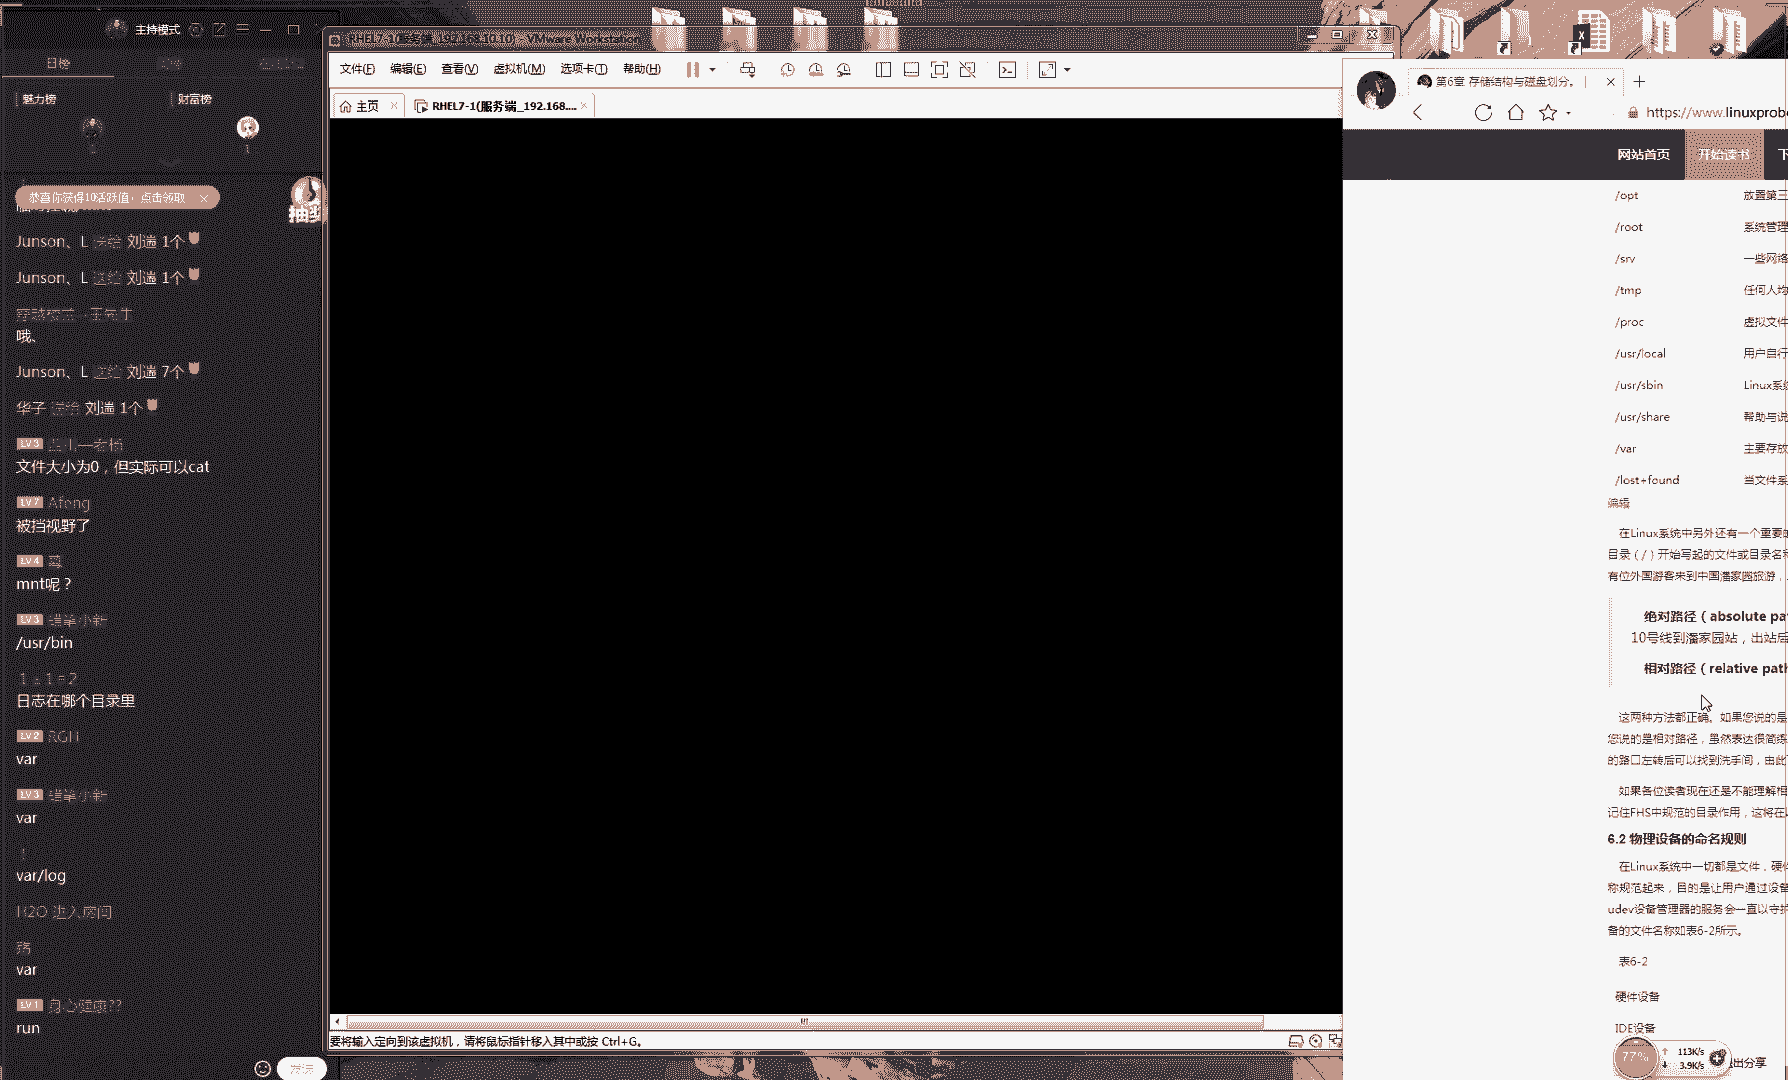 主持模式
日榜
魅力榜
财富榜
1
1
恭喜你获得10活跃值，点击领取
Junson、L 送给 刘遄 1个
Junson、L 送给 刘遄 1个
哦、
Junson、L 送给 刘遄 7个
华子 送给 刘遄 1个
LV3
文件大小为0，但实际可以cat
LV7 Afeng
被挡视野了
LV4
mnt呢？
LV3 蜡笔小新
/usr/bin
1±1=2
日志在哪个目录里
LV2 RGH
var
LV3 蜡笔小新
var
var/log
H2O 进入房间
var
LV1 身心健康??
run
发送
RHEL7-1(服务端_192.168.10.10) - VMware Workstation
文件(F) 编辑(E) 查看(V) 虚拟机(M) 选项卡(T) 帮助(H)
主页
RHEL7-1(服务端_192.168....
要将输入定向到该虚拟机，请将鼠标指针移入其中或按 Ctrl+G。
第6章 存储结构与磁盘划分。
https://www.linuxprobe
网站首页 开始读书
/opt 放置第三
/root 系统管理
/srv 一些网络
/tmp 任何人均
/proc 虚拟文件
/usr/local 用户自行
/usr/sbin Linux系
/usr/share 帮助与说
/var 主要存放
/lost+found 当文件系
编辑
在Linux系统中另外还有一个重要的
目录（/）开始写起的文件或目录名称
有位外国游客来到中国潘家园旅游，
绝对路径（absolute pa
10号线到潘家园站，出站后
相对路径（relative path
这两种方法都正确。如果您说的是
您说的是相对路径，虽然表达很简练
的路口左转后可以找到洗手间，由此
如果各位读者现在还是不能理解相
记住FHS中规范的目录作用，这将在
6.2 物理设备的命名规则
在Linux系统中一切都是文件，硬件
称规范起来，目的是让用户通过设备
udev设备管理器的服务会一直以守护
备的文件名称如表6-2所示。
表6-2
硬件设备
IDE设备
77%
113K/s
3.9K/s
出分享